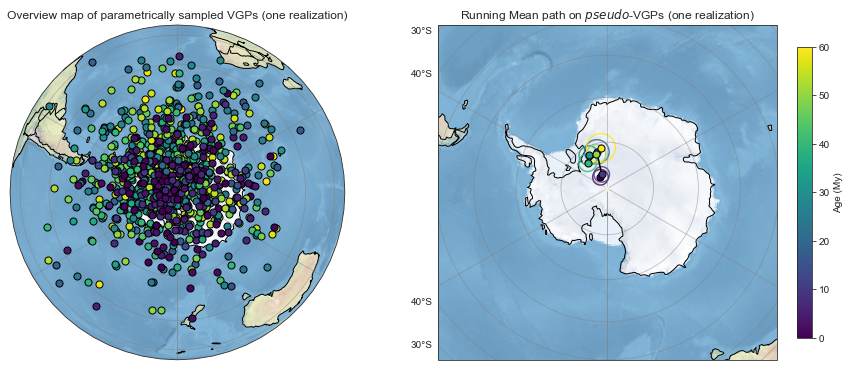 Overview map of parametrically sampled VGPs (one realization)
Running Mean path on pseudo-VGPs (one realization)
30°S
40°S
40°S
30°S
60
50
40
30
20
10
0
Age (My)